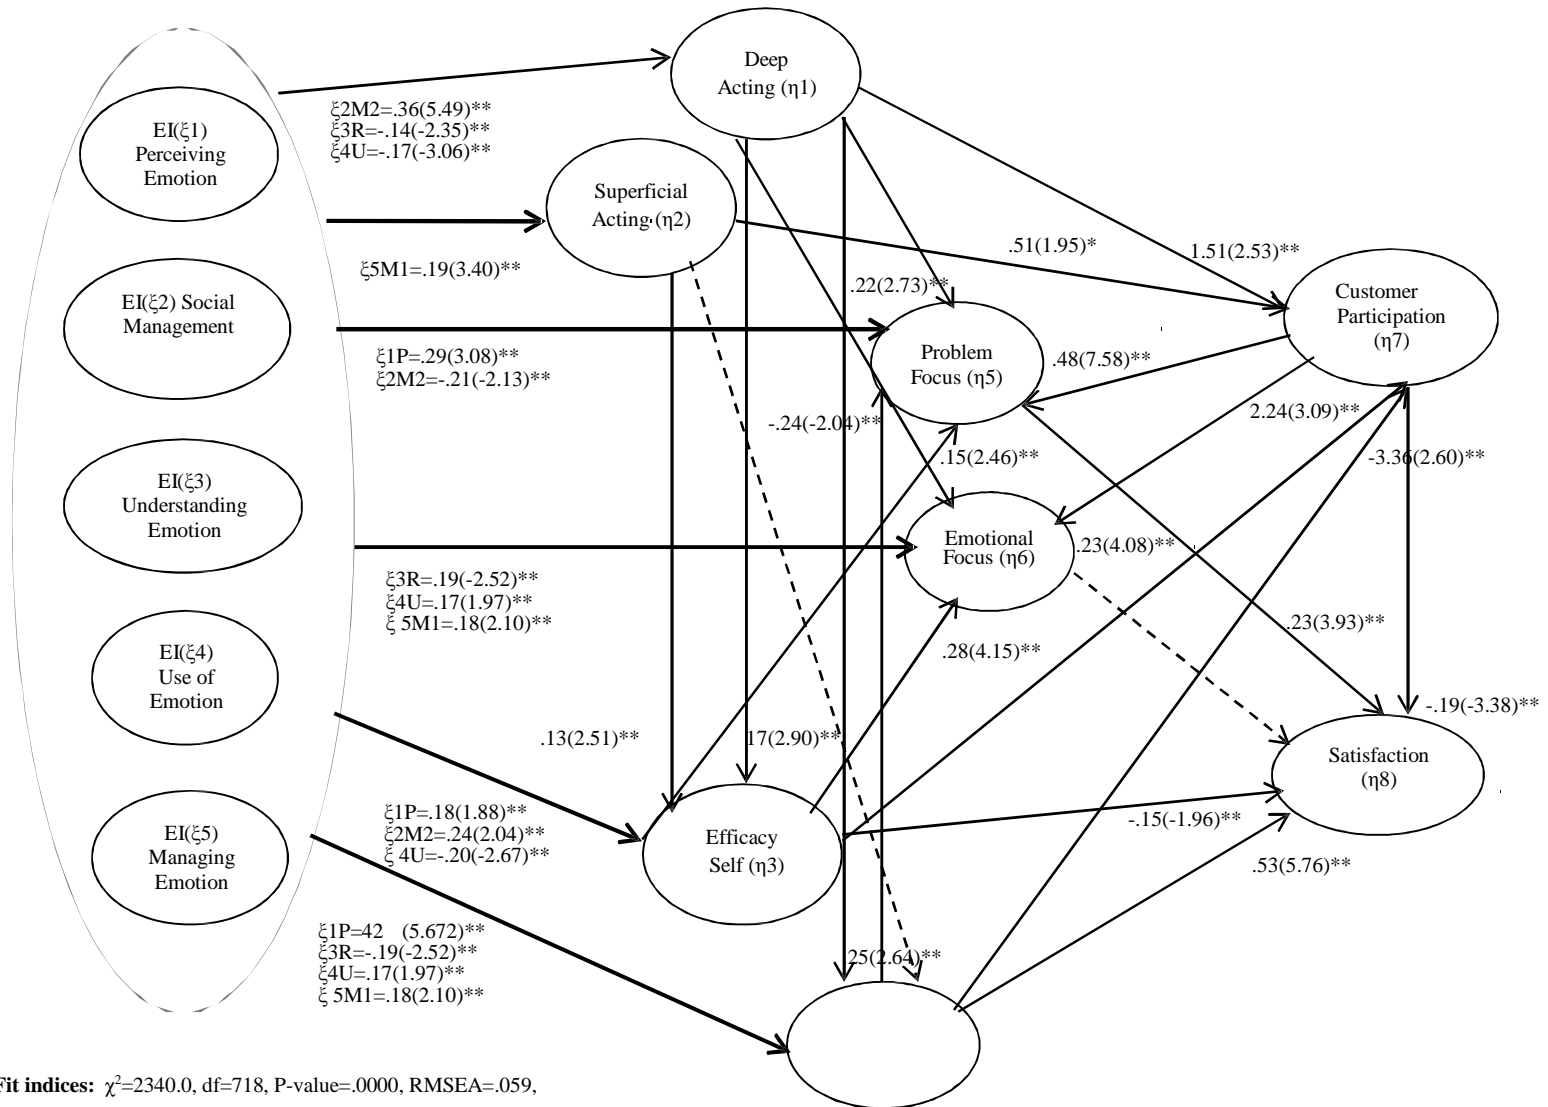 Deep
Acting (η1)
EI(ξ1)
Perceiving
Emotion
ξ2M2=.36(5.49)**
ξ3R=-.14(-2.35)**
ξ4U=-.17(-3.06)**
Superficial
Acting (η2)
ξ5M1=.19(3.40)**
.51(1.95)*
1.51(2.53)**
.22(2.73)**
EI(ξ2) Social
Management
Customer
Participation
(η7)
ξ1P=.29(3.08)**
ξ2M2=-.21(-2.13)**
Problem
Focus (η5)
.48(7.58)**
2.24(3.09)**
-.24(-2.04)**
.15(2.46)**
-3.36(2.60)**
EI(ξ3)
Understanding
Emotion
Emotional
Focus (η6)
.23(4.08)**
ξ3R=.19(-2.52)**
ξ4U=.17(1.97)**
ξ 5M1=.18(2.10)**
.28(4.15)**
.23(3.93)**
EI(ξ4)
Use of
Emotion
-.19(-3.38)**
.13(2.51)**
17(2.90)**
Satisfaction
(η8)
EI(ξ5)
Managing
Emotion
ξ1P=.18(1.88)**
ξ2M2=.24(2.04)**
ξ 4U=-.20(-2.67)**
Efficacy
Self (η3)
-.15(-1.96)**
.53(5.76)**
ξ1P=42 (5.672)**
ξ3R=-.19(-2.52)**
ξ4U=.17(1.97)**
ξ 5M1=.18(2.10)**
25(2.64)**
Fit indices: χ²=2340.0, df=718, P-value=.0000, RMSEA=.059,